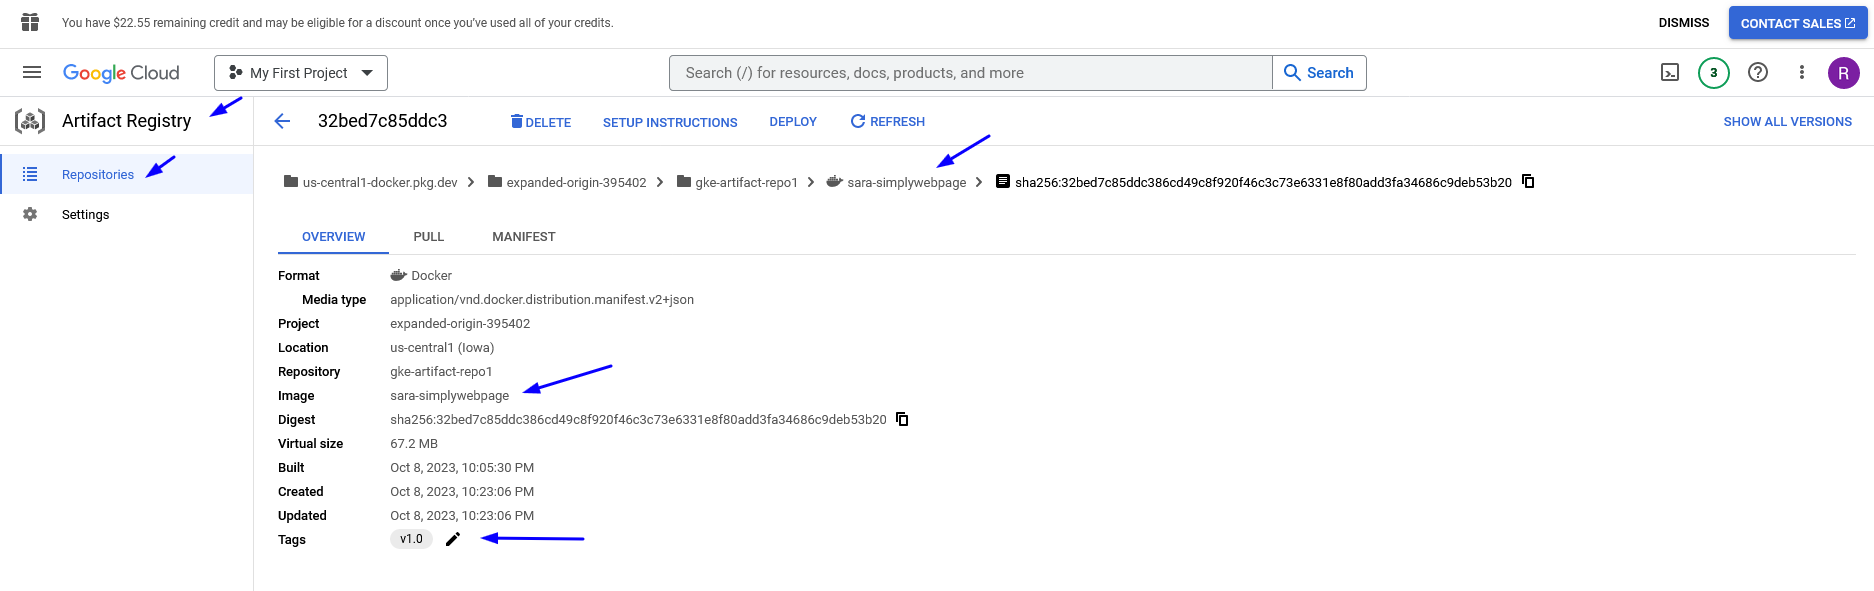 You have $22.55 remaining credit and may be eligible for a discount once you've used all of your credits.
DISMISS
CONTACT SALES
Google Cloud
My First Project
Search (/) for resources, docs, products, and more
Search
3
R
Artifact Registry
32bed7c85ddc3
DELETE
SETUP INSTRUCTIONS
DEPLOY
REFRESH
SHOW ALL VERSIONS
Repositories
Settings
us-central1-docker.pkg.dev
expanded-origin-395402
gke-artifact-repo1
sara-simplywebpage
sha256:32bed7c85ddc386cd49c8f920f46c3c73e6331e8f80add3fa34686c9deb53b20
OVERVIEW
PULL
MANIFEST
Format Docker
Media type application/vnd.docker.distribution.manifest.v2+json
Project expanded-origin-395402
Location us-central1 (Iowa)
Repository gke-artifact-repo1
Image sara-simplywebpage
Digest sha256:32bed7c85ddc386cd49c8f920f46c3c73e6331e8f80add3fa34686c9deb53b20
Virtual size 67.2 MB
Built Oct 8, 2023, 10:05:30 PM
Created Oct 8, 2023, 10:23:06 PM
Updated Oct 8, 2023, 10:23:06 PM
Tags v1.0